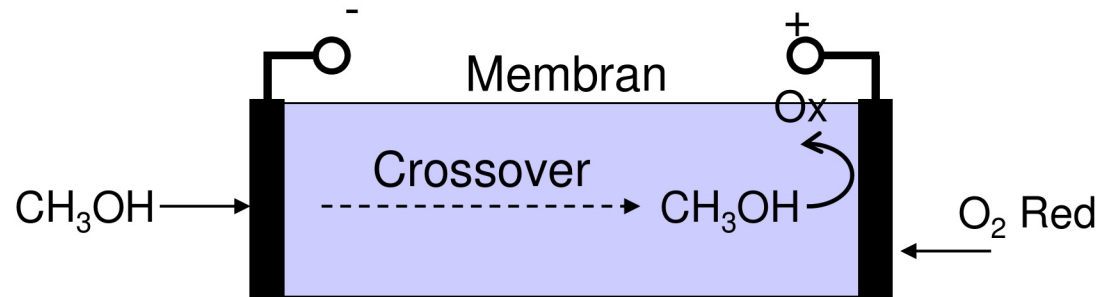 -
+
Membran
Ox
Crossover
CH₃OH
CH₃OH
O₂ Red